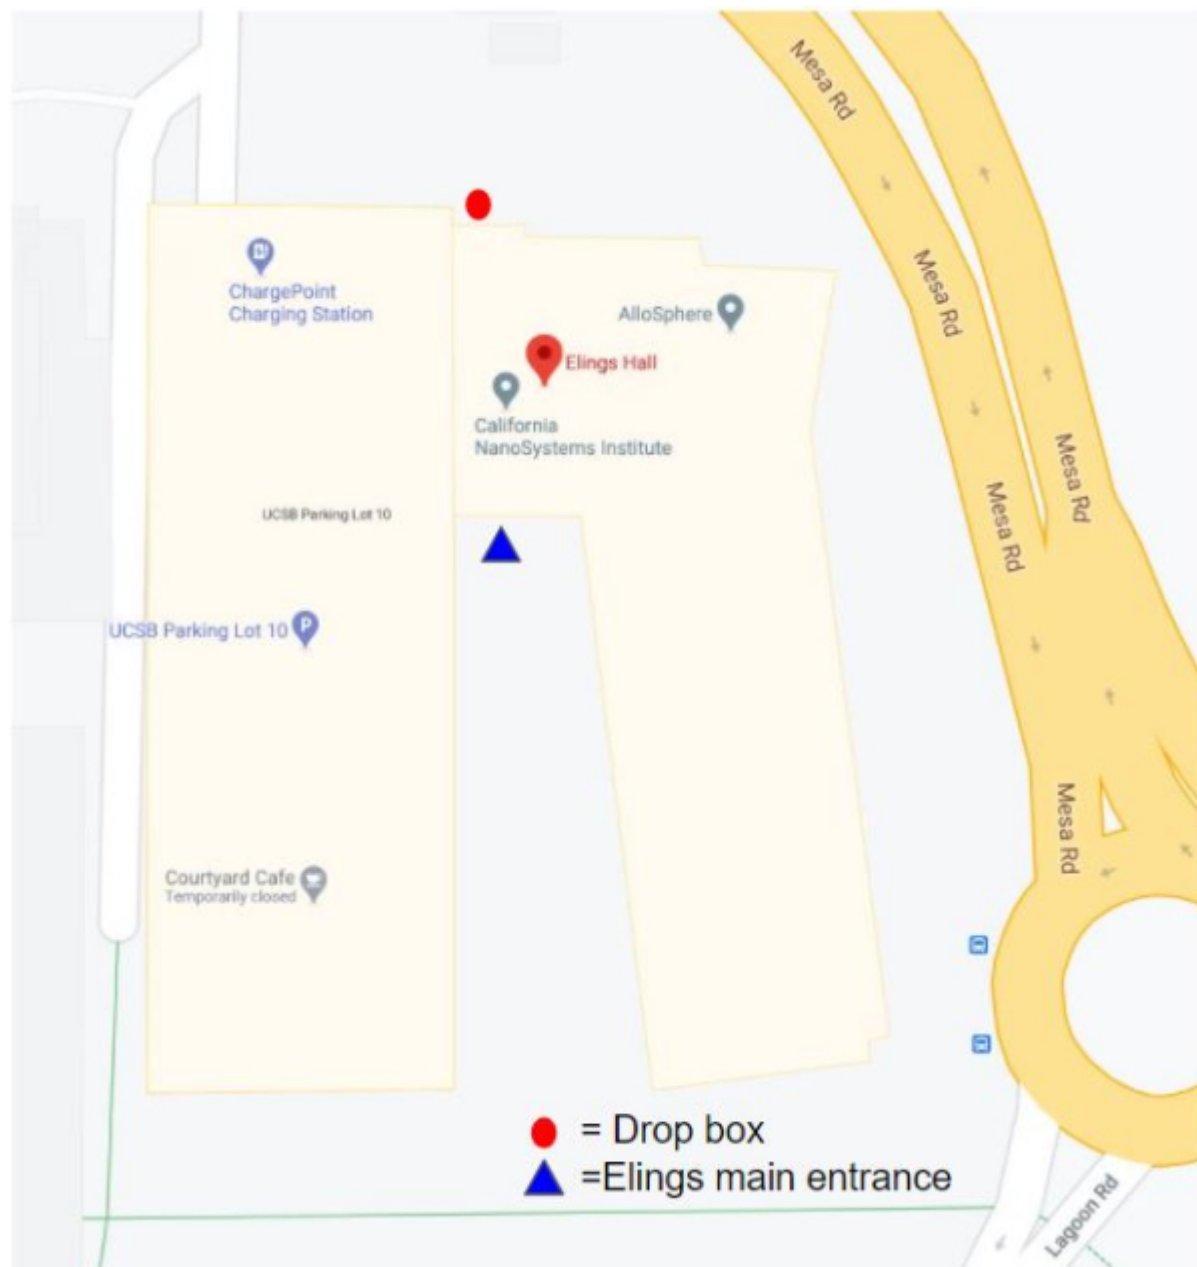 Mesa Rd
Mesa Rd
ChargePoint
Charging Station
AlloSphere
Elings Hall
California
NanoSystems Institute
Mesa Rd
Mesa Rd
UCSB Parking Lot 10
UCSB Parking Lot 10
P
Mesa Rd
Courtyard Cafe
Temporarily closed
= Drop box
=Elings main entrance
Lagoon Rd